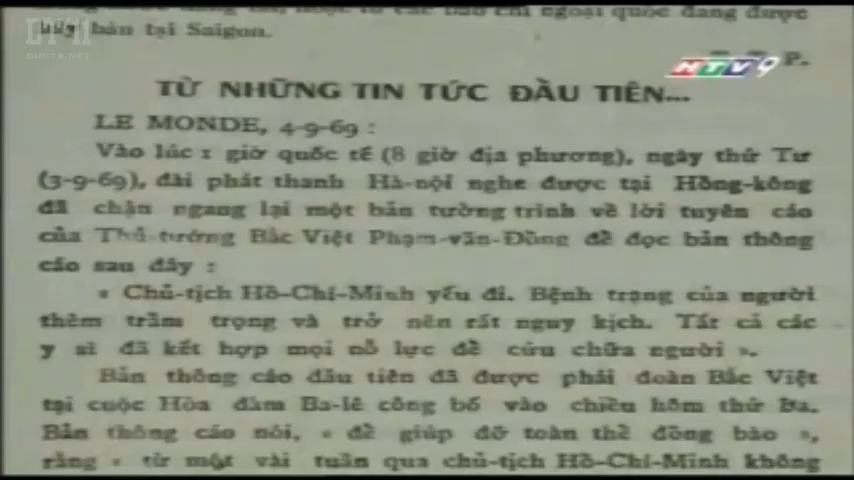 báo chí ngoại quốc đang được
bày bán tại Saigon.
P.
HTV9
TỪ NHỮNG TIN TỨC ĐẦU TIÊN...
LE MONDE, 4-9-69 :
Vào lúc 1 giờ quốc tế (8 giờ địa phương), ngày thứ Tư
(3-9-69), đài phát thanh Hà-nội nghe được tại Hồng-kông
đã chận ngang lại một bản tường trình về lời tuyên cáo
của Thủ-tướng Bắc Việt Phạm-văn-Đồng để đọc bản thông
cáo sau đây :
« Chủ-tịch Hồ-Chí-Minh yếu đi. Bệnh trạng của người
thêm trầm trọng và trở nên rất nguy kịch. Tất cả các
y sĩ đã kết hợp mọi nỗ lực để cứu chữa người ».
Bản thông cáo đầu tiên đã được phái đoàn Bắc Việt
tại cuộc Hòa đàm Ba-lê công bố vào chiều hôm thứ Ba.
Bản thông cáo nói, « để giúp đỡ toàn thể đồng bào »,
rằng « từ một vài tuần qua chủ-tịch Hồ-Chí-Minh không